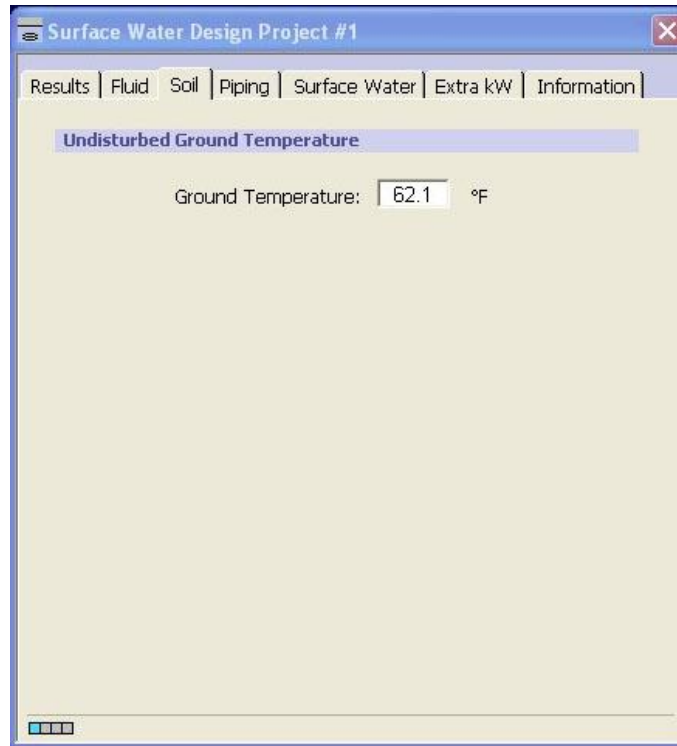 Surface Water Design Project #1
Results Fluid Soil Piping Surface Water Extra kW Information
Undisturbed Ground Temperature
Ground Temperature: 62.1 °F